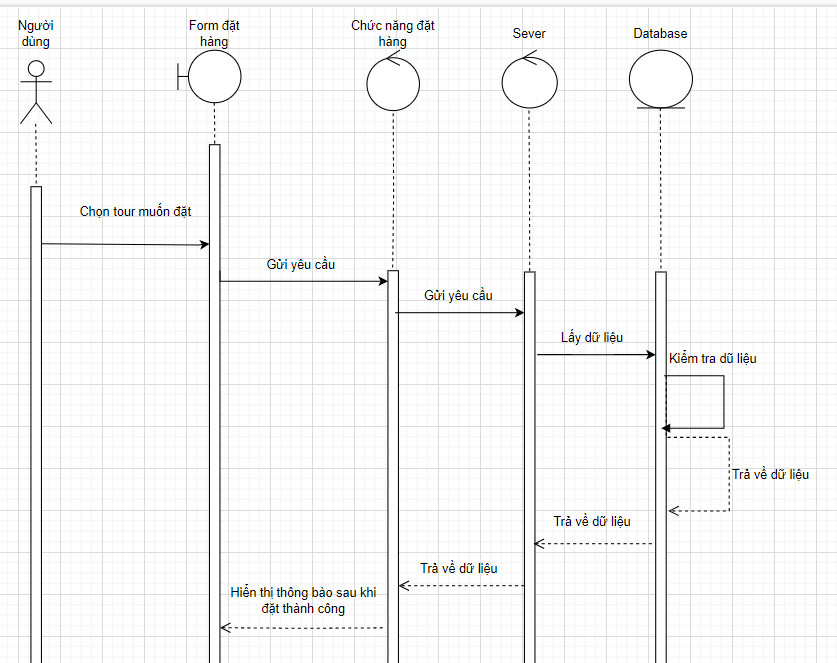 Người
dùng
Form đặt
hàng
Chức năng đặt
hàng
Sever
Database
Chọn tour muốn đặt
Gửi yêu cầu
Gửi yêu cầu
Lấy dữ liệu
Kiểm tra dũ liệu
Trả về dữ liệu
Trả về dữ liệu
Trả về dữ liệu
Hiển thị thông bào sau khi
đặt thành công